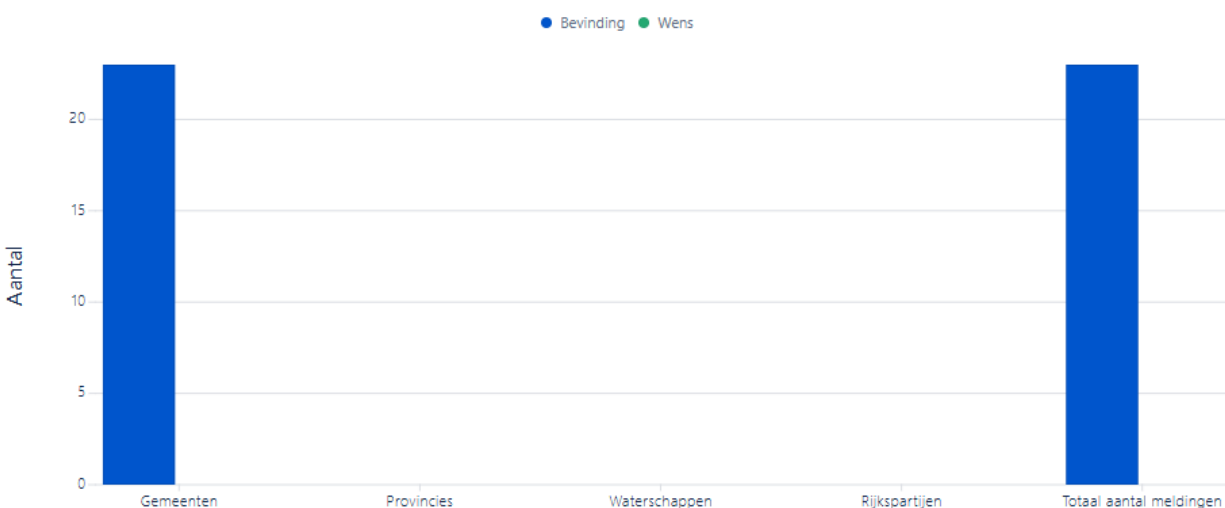 Bevinding Wens
20
15
10
5
0
Aantal
Gemeenten Provincies Waterschappen Rijkspartijen Totaal aantal meldingen